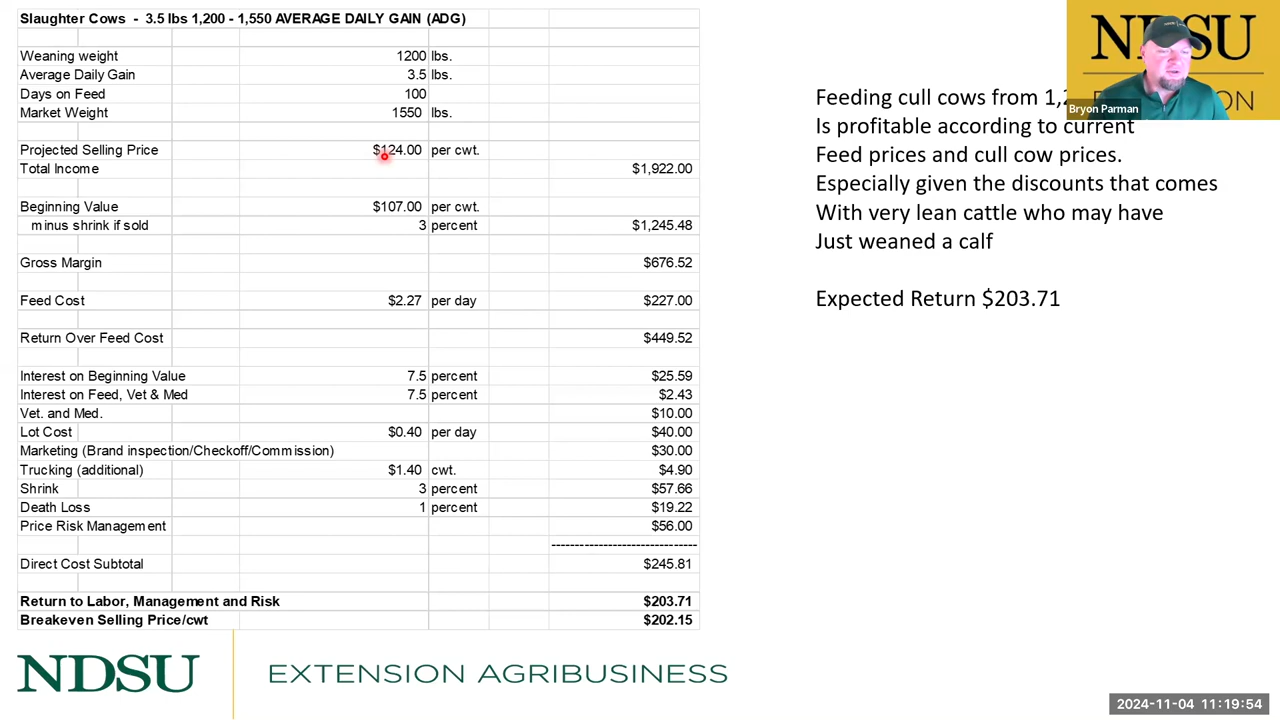 Slaughter Cows - 3.5 lbs 1,200 - 1,550 AVERAGE DAILY GAIN (ADG)
Weaning weight 1200 lbs.
Average Daily Gain 3.5 lbs.
Days on Feed 100
Market Weight 1550 lbs.
Projected Selling Price $124.00 per cwt.
Total Income $1,922.00
Beginning Value $107.00 per cwt.
minus shrink if sold 3 percent $1,245.48
Gross Margin $676.52
Feed Cost $2.27 per day $227.00
Return Over Feed Cost $449.52
Interest on Beginning Value 7.5 percent $25.59
Interest on Feed, Vet & Med 7.5 percent $2.43
Vet. and Med. $10.00
Lot Cost $0.40 per day $40.00
Marketing (Brand inspection/Checkoff/Commission) $30.00
Trucking (additional) $1.40 cwt. $4.90
Shrink 3 percent $57.66
Death Loss 1 percent $19.22
Price Risk Management $56.00
-------------------------------
Direct Cost Subtotal $245.81
Return to Labor, Management and Risk $203.71
Breakeven Selling Price/cwt $202.15
Feeding cull cows from
Is profitable according to current
Feed prices and cull cow prices.
Especially given the discounts that comes
With very lean cattle who may have
Just weaned a calf
Expected Return $203.71
Bryon Parman
NDSU EXTENSION AGRIBUSINESS
2024-11-04 11:19:54